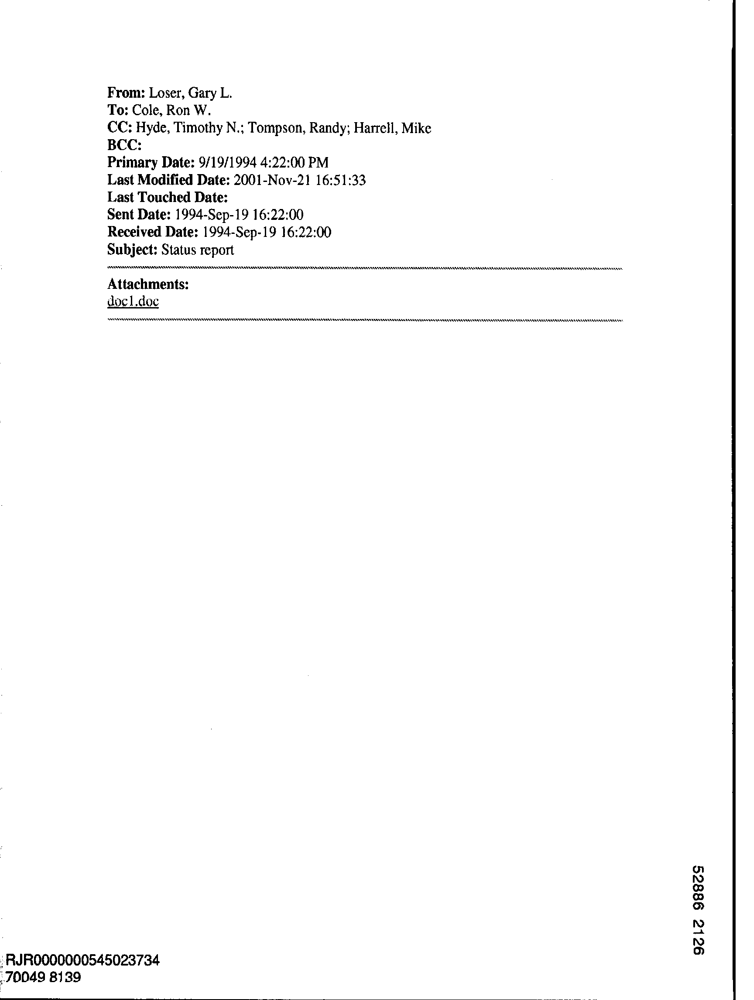 From: Loser, Gary L.
To: Cole, Ron W.
CC: Hyde, Timothy N.; Tompson, Randy; Harrell, Mike
BCC:
Primary Date: 9/19/1994 4:22:00 PM
Last Modified Date: 2001-Nov-21 16:51:33
Last Touched Date:
Sent Date: 1994-Sep-19 16:22:00
Received Date: 1994-Sep-19 16:22:00
Subject: Status report
Attachments:
doc1.doc
52886 2126
RJR0000000545023734
70049 8139